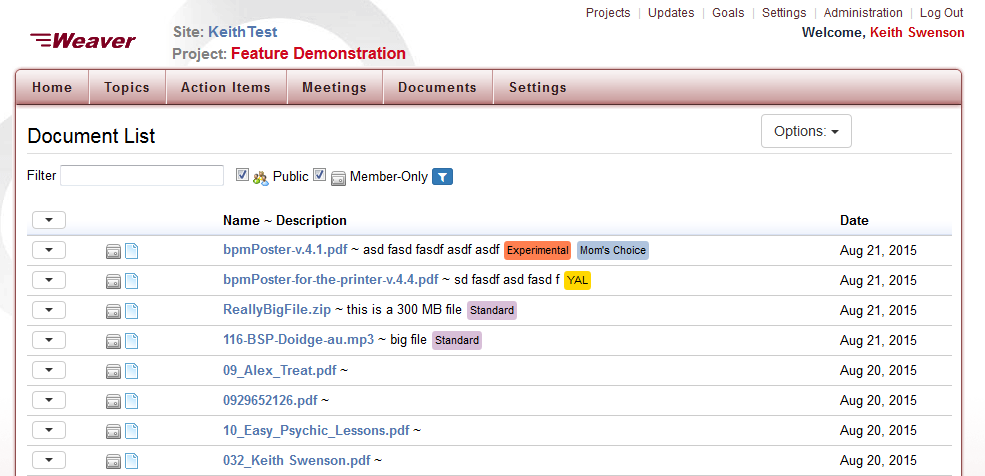 Projects | Updates | Goals | Settings | Administration | Log Out
Weaver
Site: KeithTest
Welcome, Keith Swenson
Project: Feature Demonstration
Home Topics Action Items Meetings Documents Settings
Document List
Options:
Filter Public Member-Only
Name ~ Description Date
bpmPoster-v.4.1.pdf ~ asd fasd fasdf asdf asdf Experimental Mom's Choice Aug 21, 2015
bpmPoster-for-the-printer-v.4.4.pdf ~ sd fasdf asd fasd f YAL Aug 21, 2015
ReallyBigFile.zip ~ this is a 300 MB file Standard Aug 21, 2015
116-BSP-Doidge-au.mp3 ~ big file Standard Aug 21, 2015
09_Alex_Treat.pdf ~ Aug 20, 2015
0929652126.pdf ~ Aug 20, 2015
10_Easy_Psychic_Lessons.pdf ~ Aug 20, 2015
032_Keith Swenson.pdf ~ Aug 20, 2015